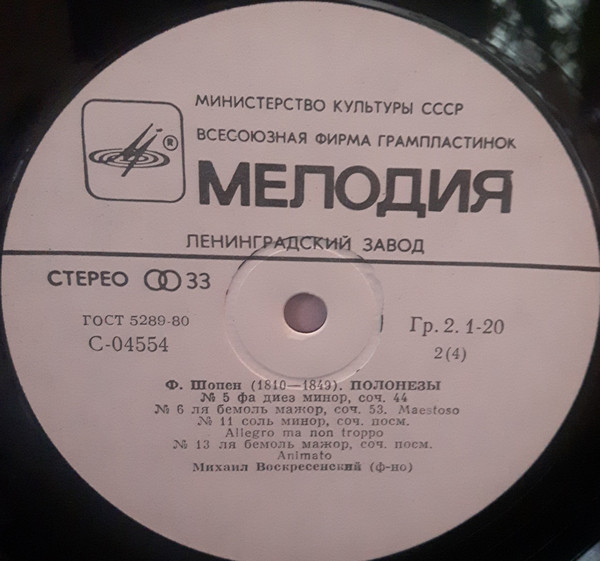 МИНИСТЕРСТВО КУЛЬТУРЫ СССР
ВСЕСОЮЗНАЯ ФИРМА ГРАМПЛАСТИНОК
®
МЕЛОДИЯ
ЛЕНИНГРАДСКИЙ ЗАВОД
СТЕРЕО 33
ГОСТ 5289-80
Гр. 2. 1-20
С-04554
2(4)
Ф. Шопен (1810—1849). ПОЛОНЕЗЫ
№ 5 фа диез минор, соч. 44
№ 6 ля бемоль мажор, соч. 53. Maestoso
№ 11 соль минор, соч. посм.
Allegro ma non troppo
№ 13 ля бемоль мажор, соч. посм.
Animato
Михаил Воскресенский (ф-но)